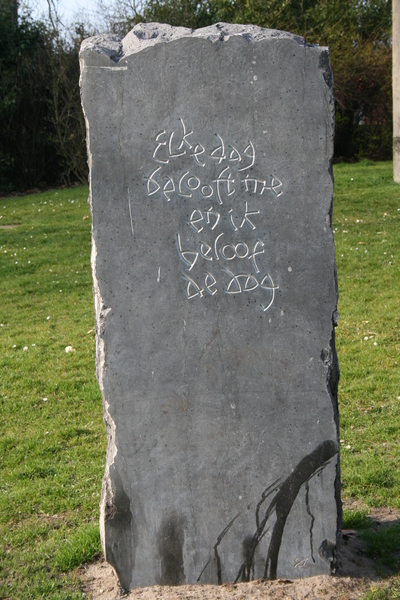 Elke dag
belooft me
en ik
beloof
de dag